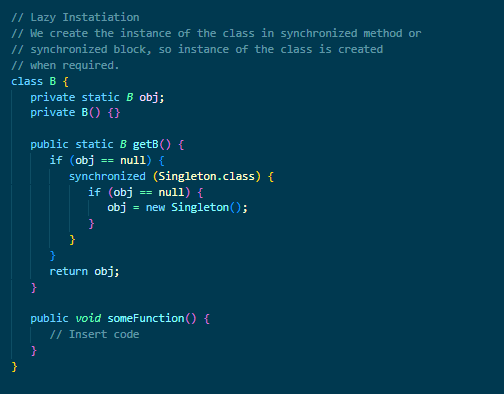 // Lazy Instatiation
// We create the instance of the class in synchronized method or
// synchronized block, so instance of the class is created
// when required.
class B {
private static B obj;
private B() {}
public static B getB() {
if (obj == null) {
synchronized (Singleton.class) {
if (obj == null) {
obj = new Singleton();
}
}
}
return obj;
}
public void someFunction() {
// Insert code
}
}